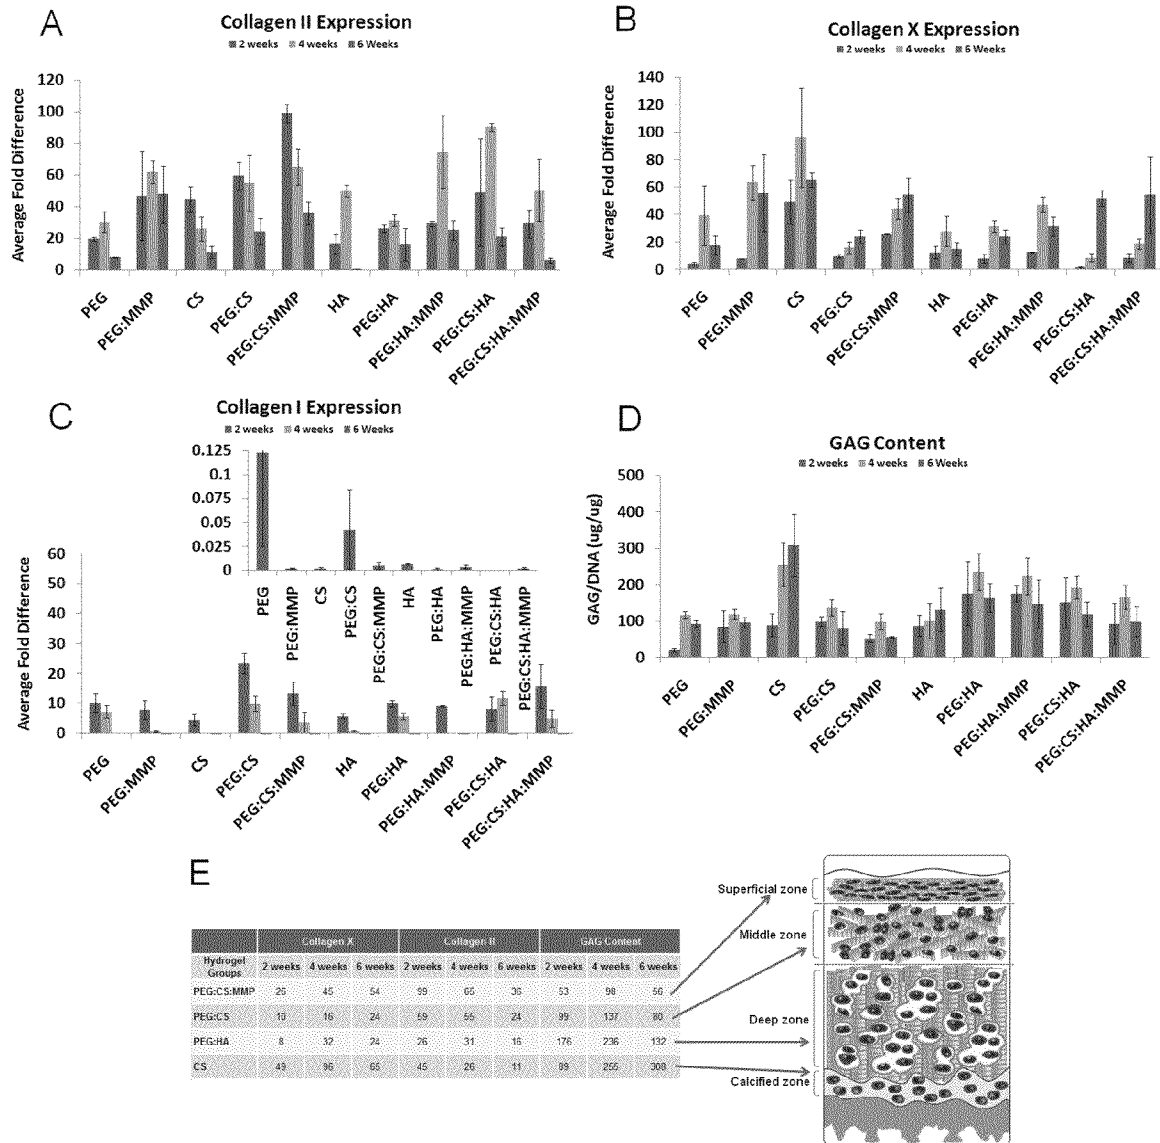 A
Collagen II Expression
2 weeks 4 weeks 6 Weeks
Average Fold Difference
120
100
80
60
40
20
0
PEG
PEG:MMP
CS
PEG:CS
PEG:CS:MMP
HA
PEG:HA
PEG:HA:MMP
PEG:CS:HA
PEG:CS:HA:MMP
B
Collagen X Expression
2 weeks 4 weeks 6 Weeks
Average Fold Difference
140
120
100
80
60
40
20
0
PEG
PEG:MMP
CS
PEG:CS
PEG:CS:MMP
HA
PEG:HA
PEG:HA:MMP
PEG:CS:HA
PEG:CS:HA:MMP
C
Collagen I Expression
2 weeks 4 weeks 6 Weeks
0.125
0.1
0.075
0.05
0.025
0
PEG
PEG:MMP
CS
PEG:CS
PEG:CS:MMP
HA
PEG:HA
PEG:HA:MMP
PEG:CS:HA
PEG:CS:HA:MMP
Average Fold Difference
60
50
40
30
20
10
0
PEG
PEG:MMP
CS
PEG:CS
PEG:CS:MMP
HA
PEG:HA
PEG:HA:MMP
PEG:CS:HA
PEG:CS:HA:MMP
D
GAG Content
2 weeks 4 weeks 6 Weeks
GAG/DNA (ug/ug)
500
400
300
200
100
0
PEG
PEG:MMP
CS
PEG:CS
PEG:CS:MMP
HA
PEG:HA
PEG:HA:MMP
PEG:CS:HA
PEG:CS:HA:MMP
E
Collagen X Collagen II GAG Content
Hydrogel Groups 2 weeks 4 weeks 6 weeks 2 weeks 4 weeks 6 weeks 2 weeks 4 weeks 6 weeks
PEG:CS:MMP 26 45 54 99 65 36 53 98 56
PEG:CS 10 16 24 59 55 24 99 137 80
PEG:HA 8 32 24 26 31 16 176 236 132
CS 49 96 65 45 26 11 89 255 308
Superficial zone
Middle zone
Deep zone
Calcified zone